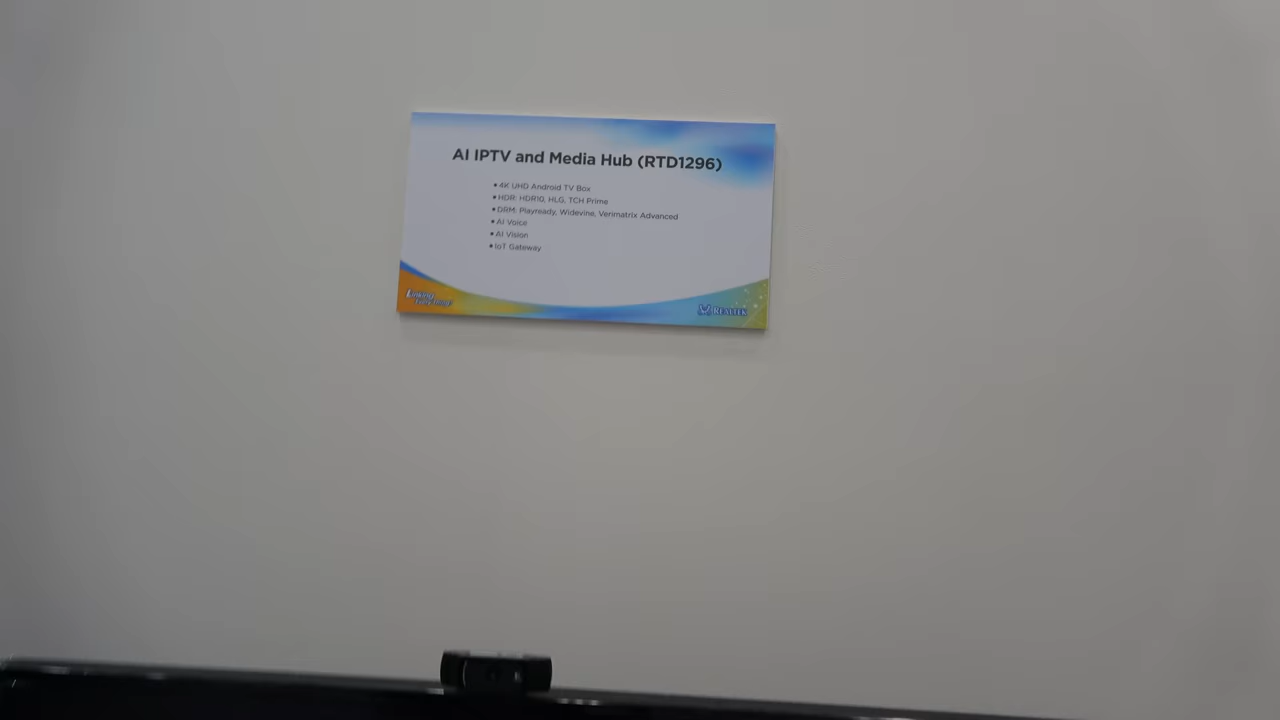 AI IPTV and Media Hub (RTD1296)
• 4K UHD Android TV Box
• HDR: HDR10, HLG, TCH Prime
• DRM: Playready, Widevine, Verimatrix Advanced
• AI Voice
• AI Vision
• IoT Gateway
Linking
REALTEK